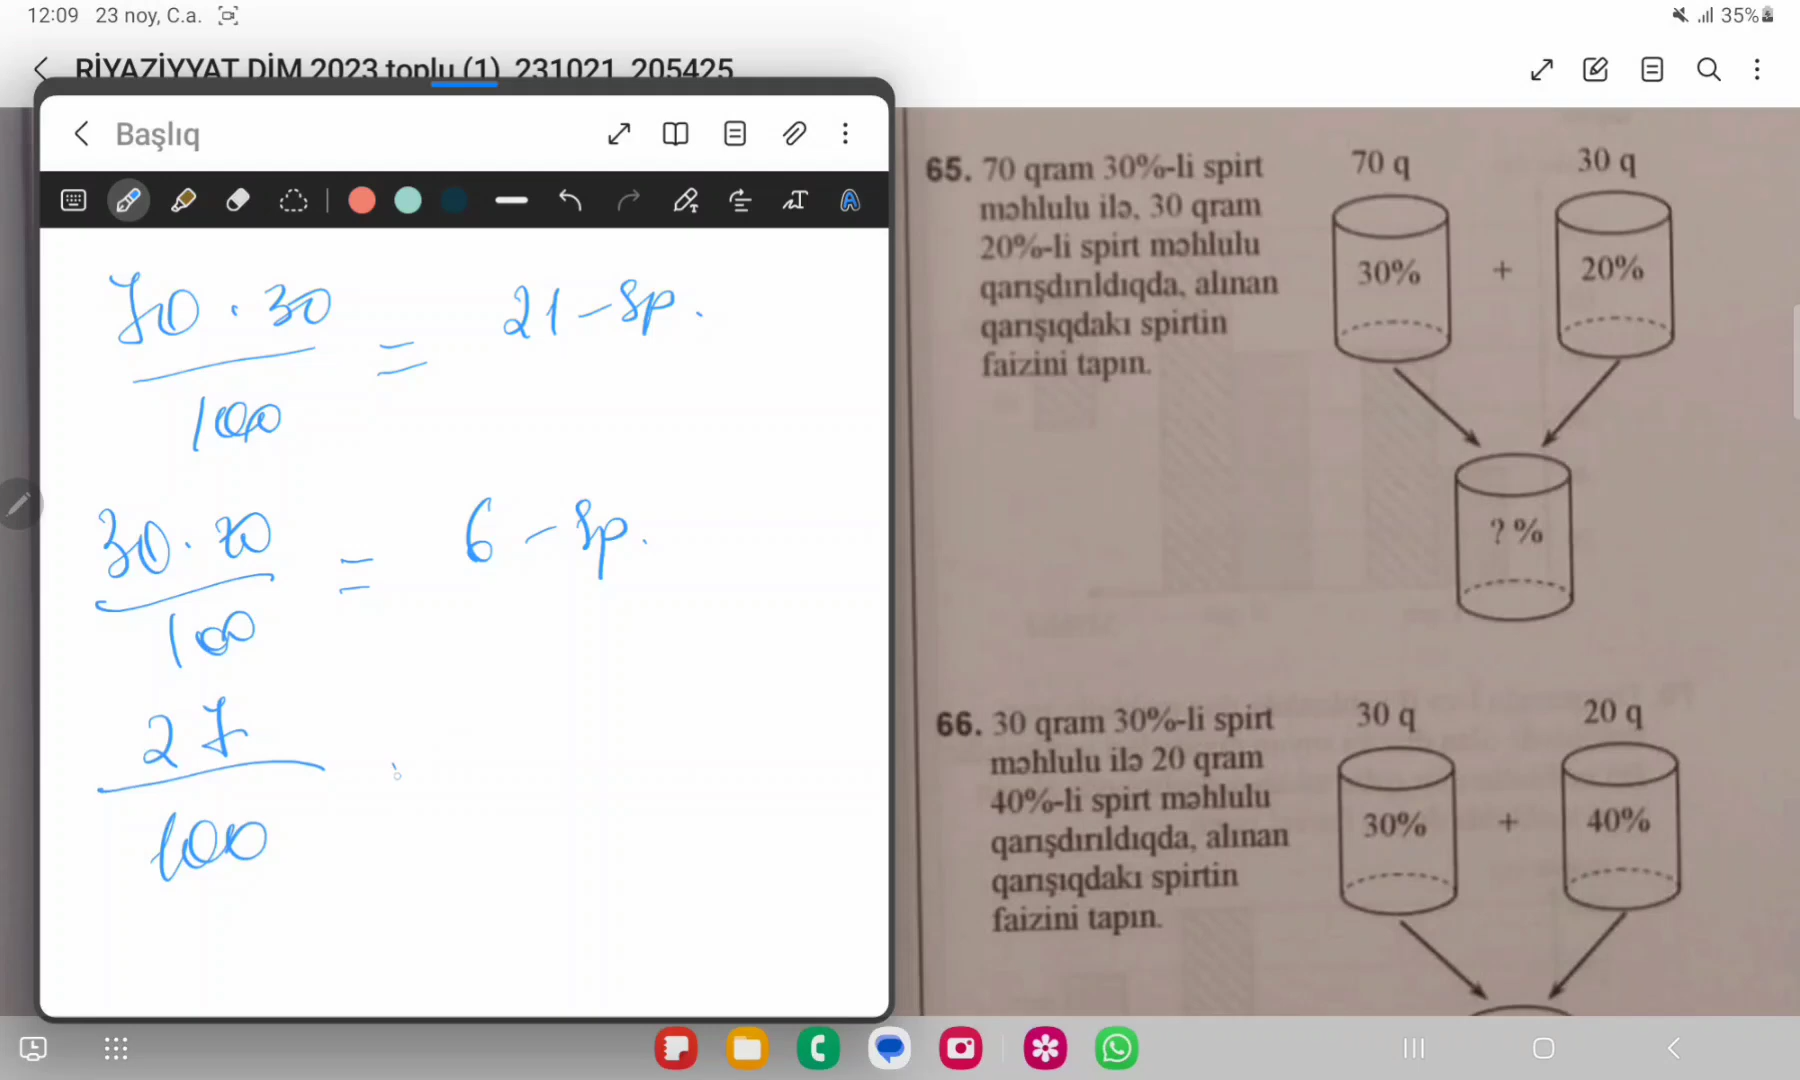 12:09 23 noy, C.a. 35%
RİYAZİYYAT DİM 2023 toplu (1)_231021_205425
Başlıq
70 · 30 / 100 = 21 - Sp.
30 · 20 / 100 = 6 - Sp.
27 / 100
65. 70 qram 30%-li spirt
məhlulu ilə, 30 qram
20%-li spirt məhlulu
qarışdırıldıqda, alınan
qarışıqdakı spirtin
faizini tapın.
70 q 30 q
30% + 20%
? %
66. 30 qram 30%-li spirt
məhlulu ilə 20 qram
40%-li spirt məhlulu
qarışdırıldıqda, alınan
qarışıqdakı spirtin
faizini tapın.
30 q 20 q
30% + 40%